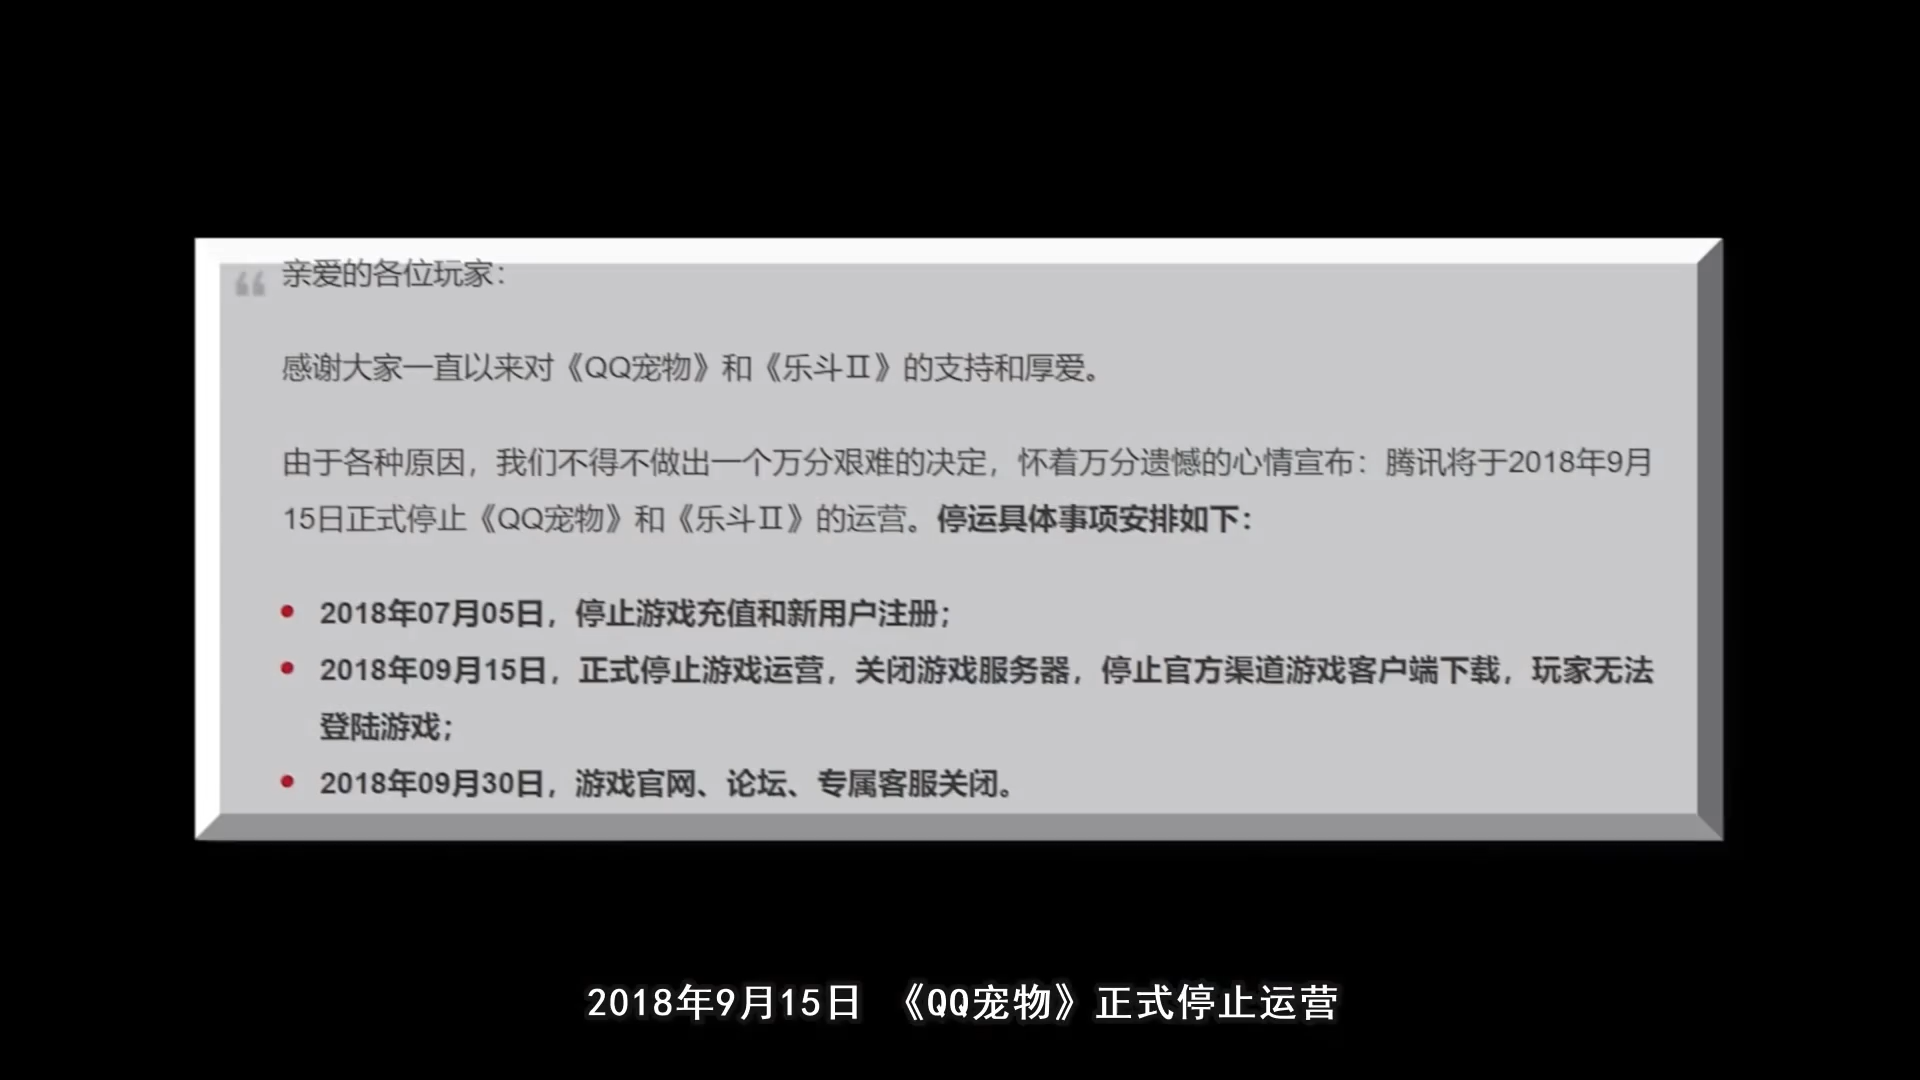 亲爱的各位玩家：
感谢大家一直以来对《QQ宠物》和《乐斗Ⅱ》的支持和厚爱。
由于各种原因，我们不得不做出一个万分艰难的决定，怀着万分遗憾的心情宣布：腾讯将于2018年9月
15日正式停止《QQ宠物》和《乐斗Ⅱ》的运营。停运具体事项安排如下：
2018年07月05日，停止游戏充值和新用户注册；
2018年09月15日，正式停止游戏运营，关闭游戏服务器，停止官方渠道游戏客户端下载，玩家无法
登陆游戏；
2018年09月30日，游戏官网、论坛、专属客服关闭。
2018年9月15日 《QQ宠物》正式停止运营